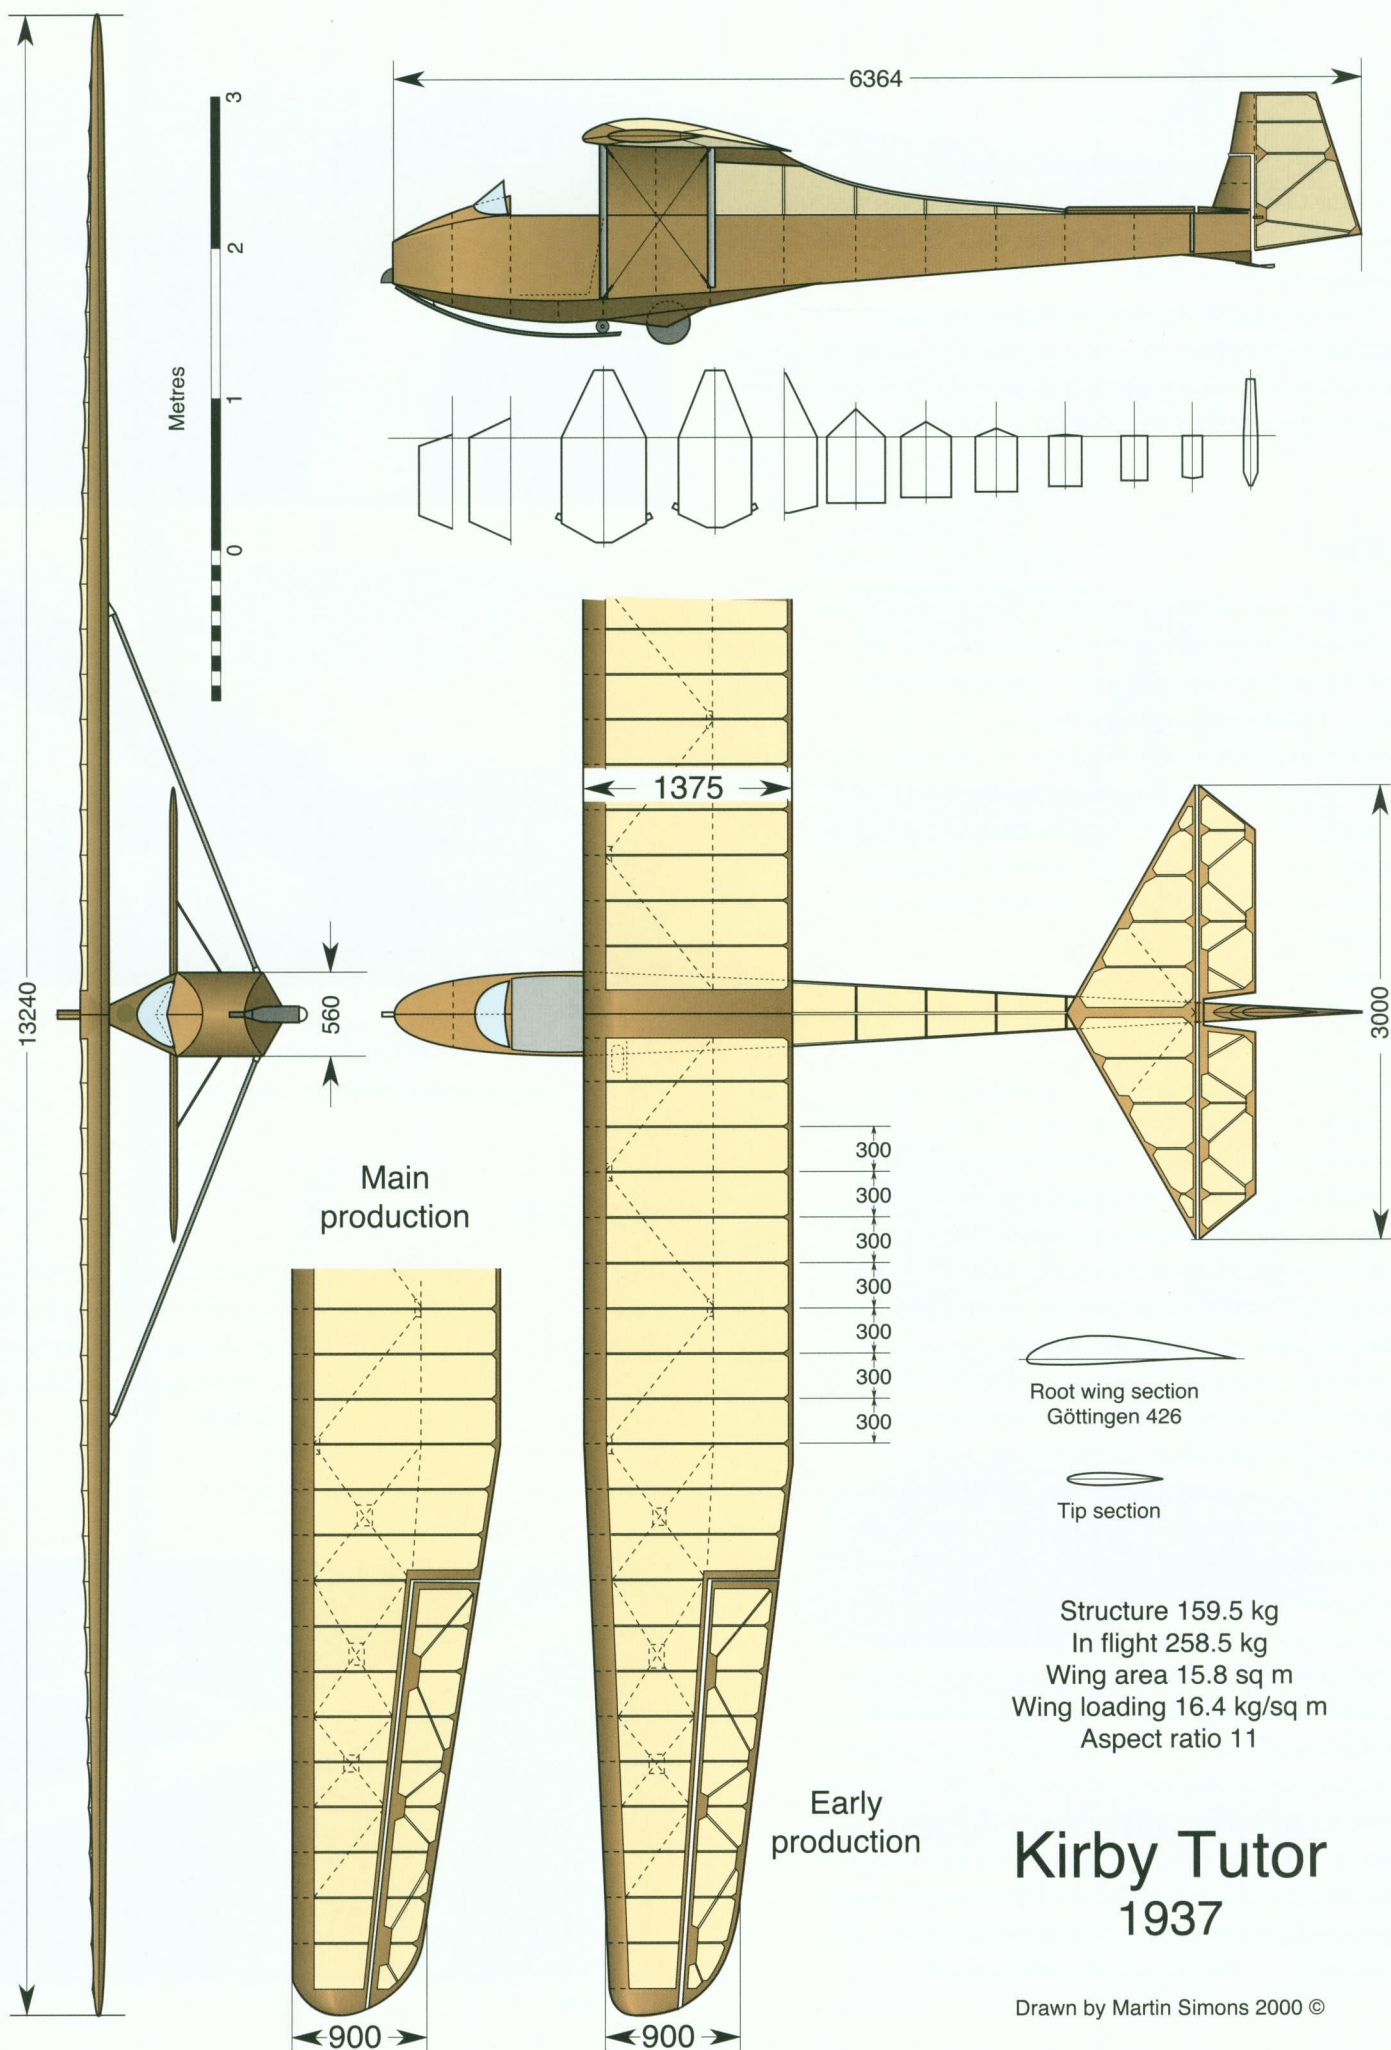 6364
3
2
1
0
Metres
13240
560
1375
3000
300
300
300
300
300
300
300
Main
production
Root wing section
Göttingen 426
Tip section
Structure 159.5 kg
In flight 258.5 kg
Wing area 15.8 sq m
Wing loading 16.4 kg/sq m
Aspect ratio 11
Early
production
Kirby Tutor
1937
Drawn by Martin Simons 2000 ©
900
900